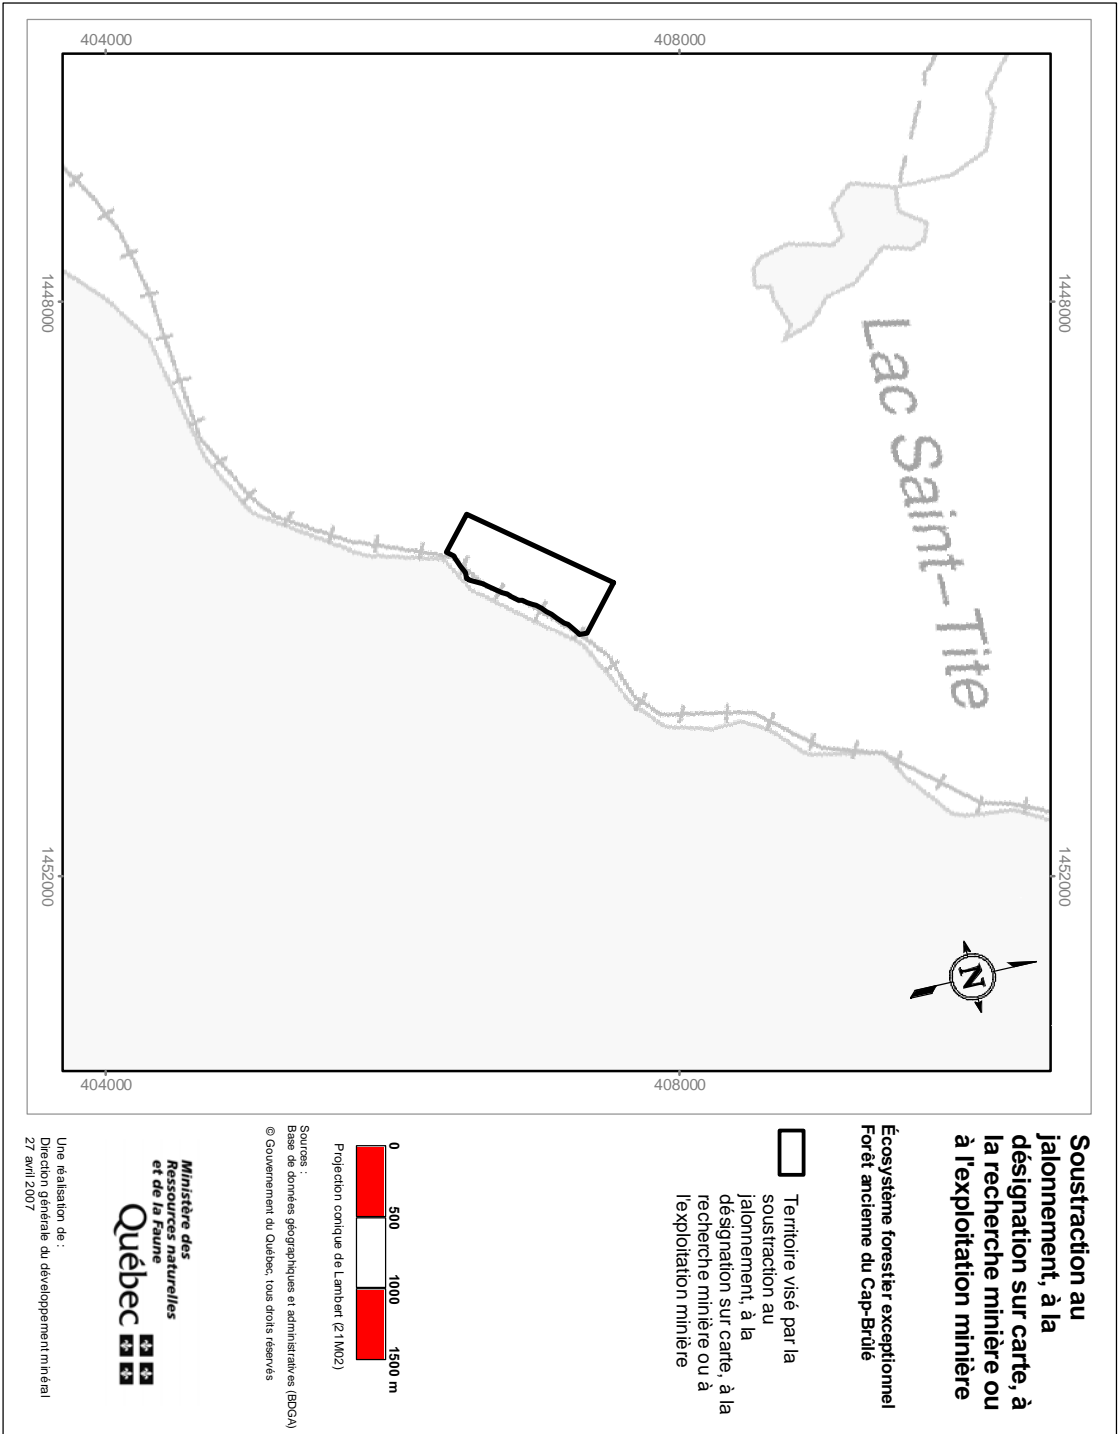 Soustraction au
jalonnement, à la
désignation sur carte, à
la recherche minière ou
à l'exploitation minière
Écosystème forestier exceptionnel
Forêt ancienne du Cap-Brûlé
Territoire visé par la
soustraction au
jalonnement, à la
désignation sur carte, à la
recherche minière ou à
l'exploitation minière
0 500 1000 1500 m
Projection conique de Lambert (21M02)
Sources :
Base de données géographiques et administratives (BDGA)
© Gouvernement du Québec, tous droits réservés
Ministère des
Ressources naturelles
et de la Faune
Québec
Une réalisation de :
Direction générale du développement minéral
27 avril 2007
404000
408000
1448000
1448000
Lac Saint-Tite
1452000
1452000
N
404000
408000